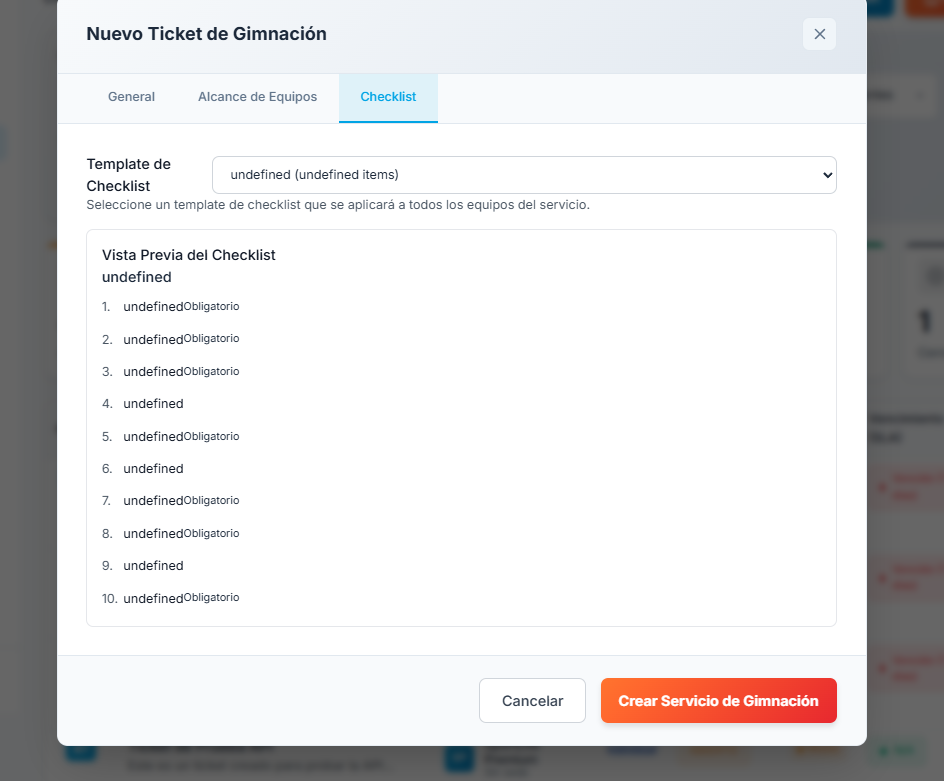 Nuevo Ticket de Gimnación
General
Alcance de Equipos
Checklist
Template de
Checklist
undefined (undefined items)
Seleccione un template de checklist que se aplicará a todos los equipos del servicio.
Vista Previa del Checklist
undefined
1. undefinedObligatorio
2. undefinedObligatorio
3. undefinedObligatorio
4. undefined
5. undefinedObligatorio
6. undefined
7. undefinedObligatorio
8. undefinedObligatorio
9. undefined
10. undefinedObligatorio
Cancelar
Crear Servicio de Gimnación
1